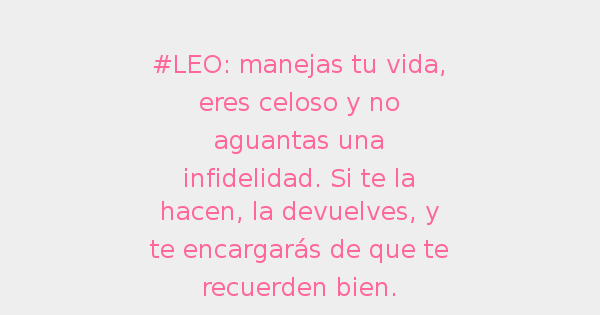 #LEO: manejas tu vida,
eres celoso y no
aguantas una
infidelidad. Si te la
hacen, la devuelves, y
te encargarás de que te
recuerden bien.